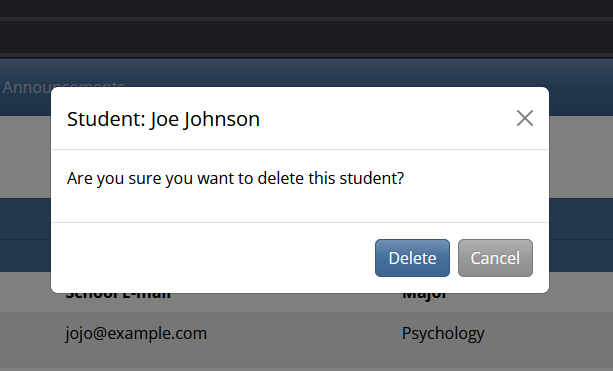 Announcements
Student: Joe Johnson
Are you sure you want to delete this student?
Delete Cancel
School E-mail Major
jojo@example.com Psychology